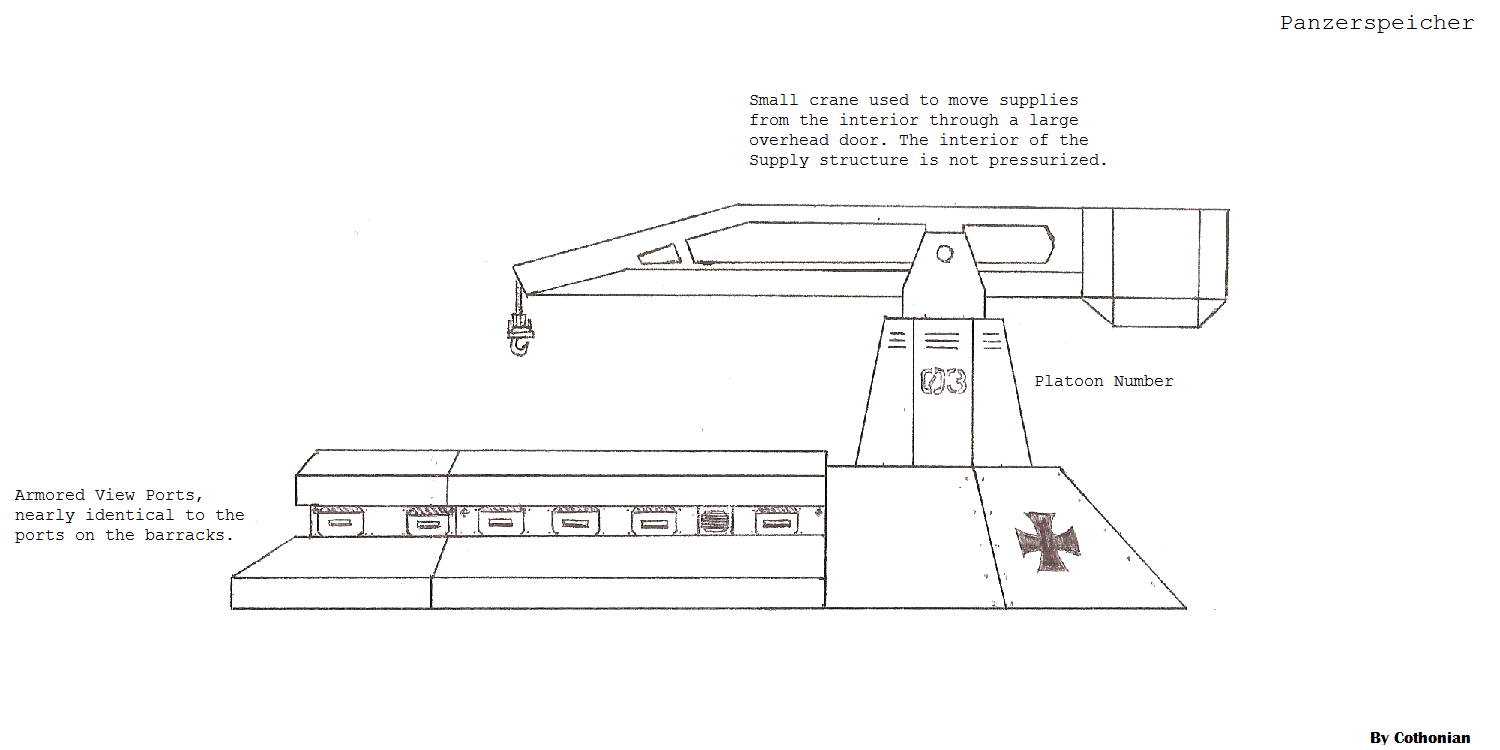 Panzerspeicher
Small crane used to move supplies
from the interior through a large
overhead door. The interior of the
Supply structure is not pressurized.
03
Platoon Number
Armored View Ports,
nearly identical to the
ports on the barracks.
By Cothonian